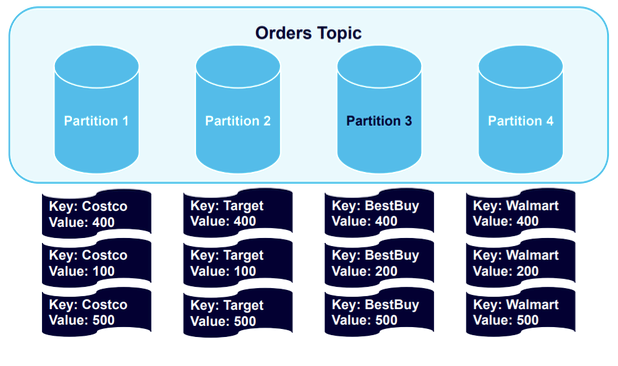 Orders Topic
Partition 1
Partition 2
Partition 3
Partition 4
Key: Costco
Value: 400
Key: Target
Value: 400
Key: BestBuy
Value: 400
Key: Walmart
Value: 400
Key: Costco
Value: 100
Key: Target
Value: 100
Key: BestBuy
Value: 200
Key: Walmart
Value: 200
Key: Costco
Value: 500
Key: Target
Value: 500
Key: BestBuy
Value: 500
Key: Walmart
Value: 500